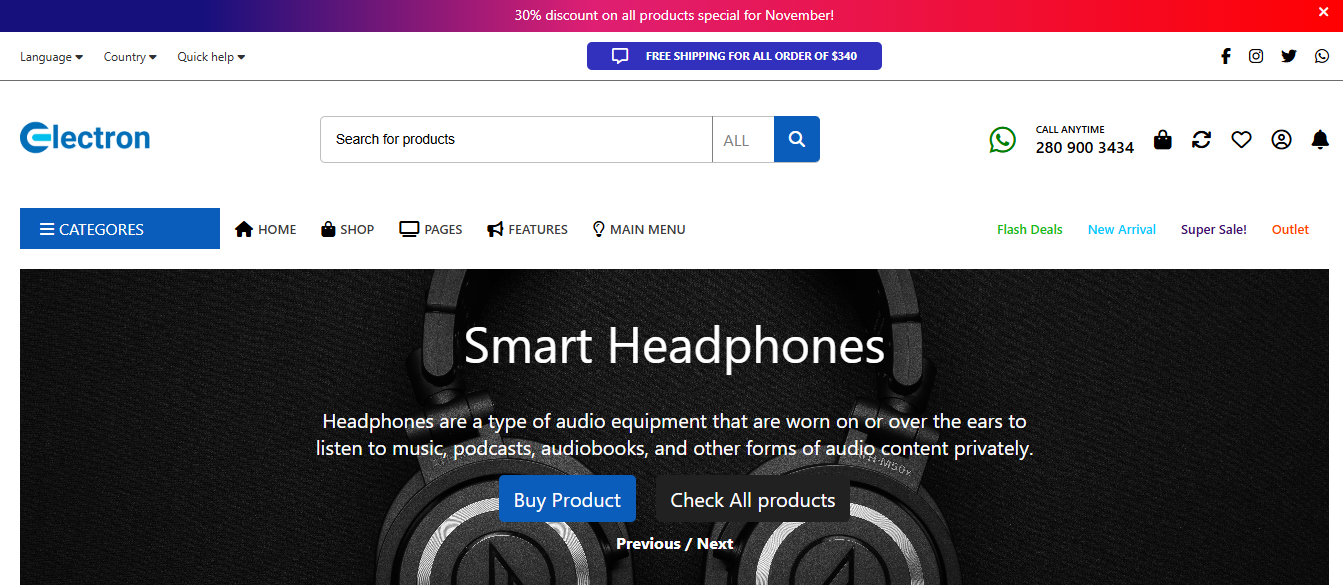 30% discount on all products special for November!
Language Country Quick help FREE SHIPPING FOR ALL ORDER OF $340
CALL ANYTIME
Electron Search for products ALL 280 900 3434
CATEGORES HOME SHOP PAGES FEATURES MAIN MENU Flash Deals New Arrival Super Sale! Outlet
Smart Headphones
Headphones are a type of audio equipment that are worn on or over the ears to
listen to music, podcasts, audiobooks, and other forms of audio content privately.
Buy Product Check All products
Previous / Next